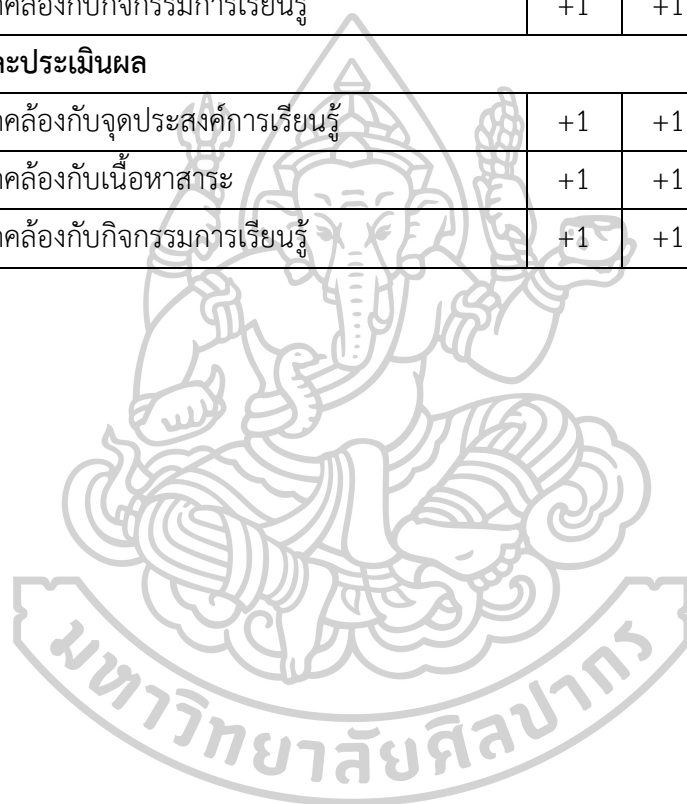 คล้องกับกิจกรรมการเรียนรู้ +1 +1
ประเมินผล
คล้องกับจุดประสงค์การเรียนรู้ +1 +1
คล้องกับเนื้อหาสาระ +1 +1
คล้องกับกิจกรรมการเรียนรู้ +1 +1
มหาวิทยาลัยศิลปากร